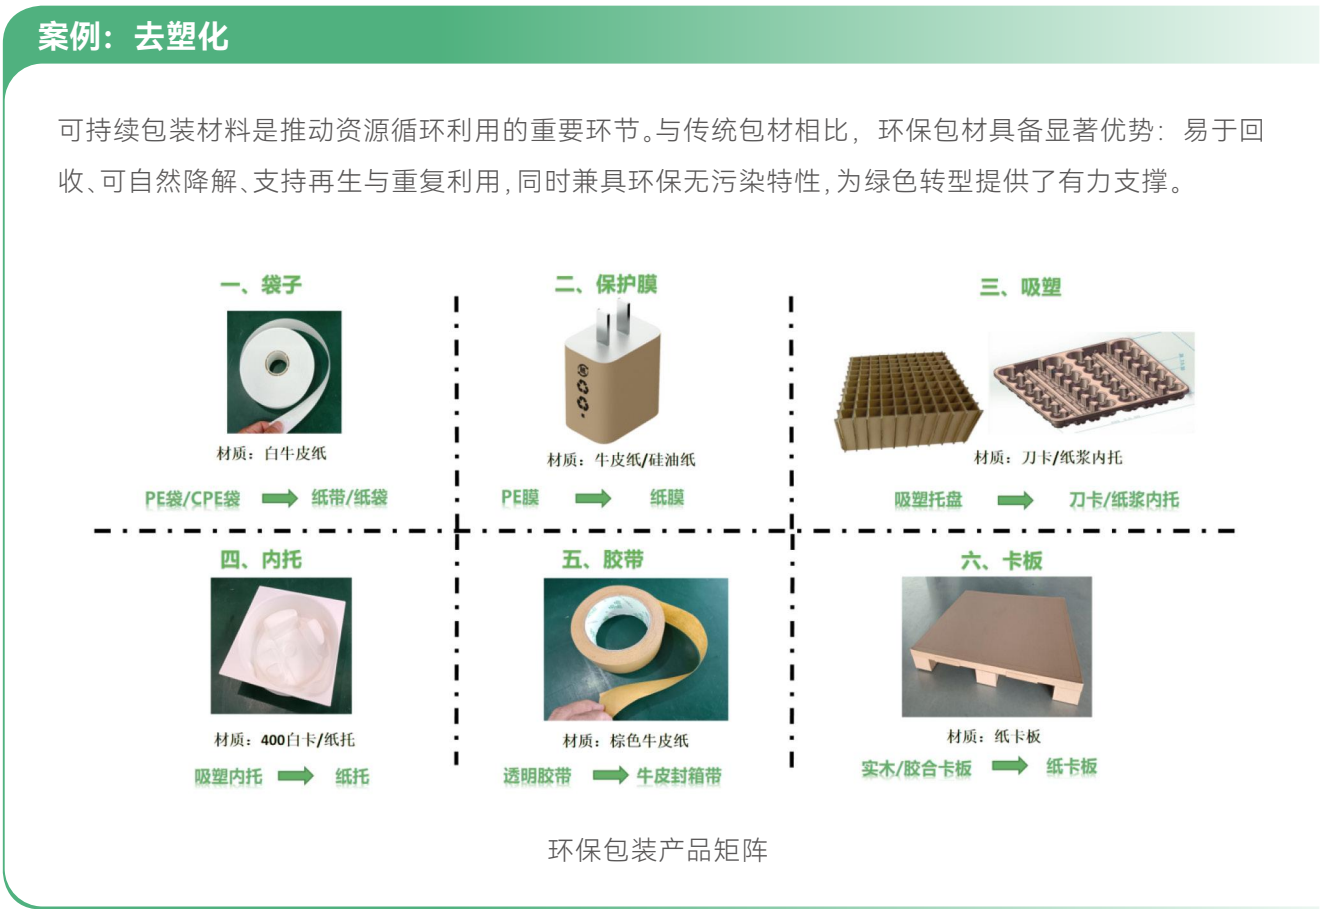 案例：去塑化
可持续包装材料是推动资源循环利用的重要环节。与传统包材相比，环保包材具备显著优势：易于回
收、可自然降解、支持再生与重复利用,同时兼具环保无污染特性,为绿色转型提供了有力支撑。
一、袋子
材质：白牛皮纸
PE袋/CPE袋 纸带/纸袋
二、保护膜
材质：牛皮纸/硅油纸
PE膜 纸膜
三、吸塑
材质：刀卡/纸浆内托
吸塑托盘 刀卡/纸浆内托
四、内托
材质：400白卡/纸托
吸塑内托 纸托
五、胶带
材质：棕色牛皮纸
透明胶带 牛皮封箱带
六、卡板
材质：纸卡板
实木/胶合卡板 纸卡板
环保包装产品矩阵